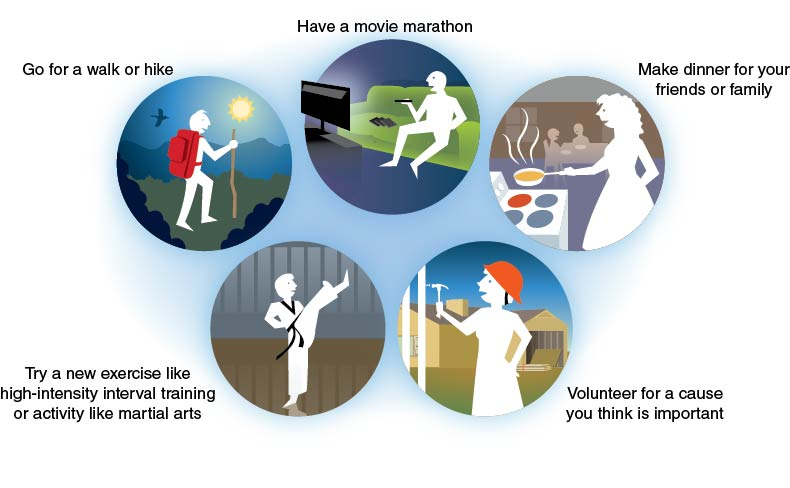 Have a movie marathon
Go for a walk or hike
Make dinner for your
friends or family
Try a new exercise like
high-intensity interval training
or activity like martial arts
Volunteer for a cause
you think is important